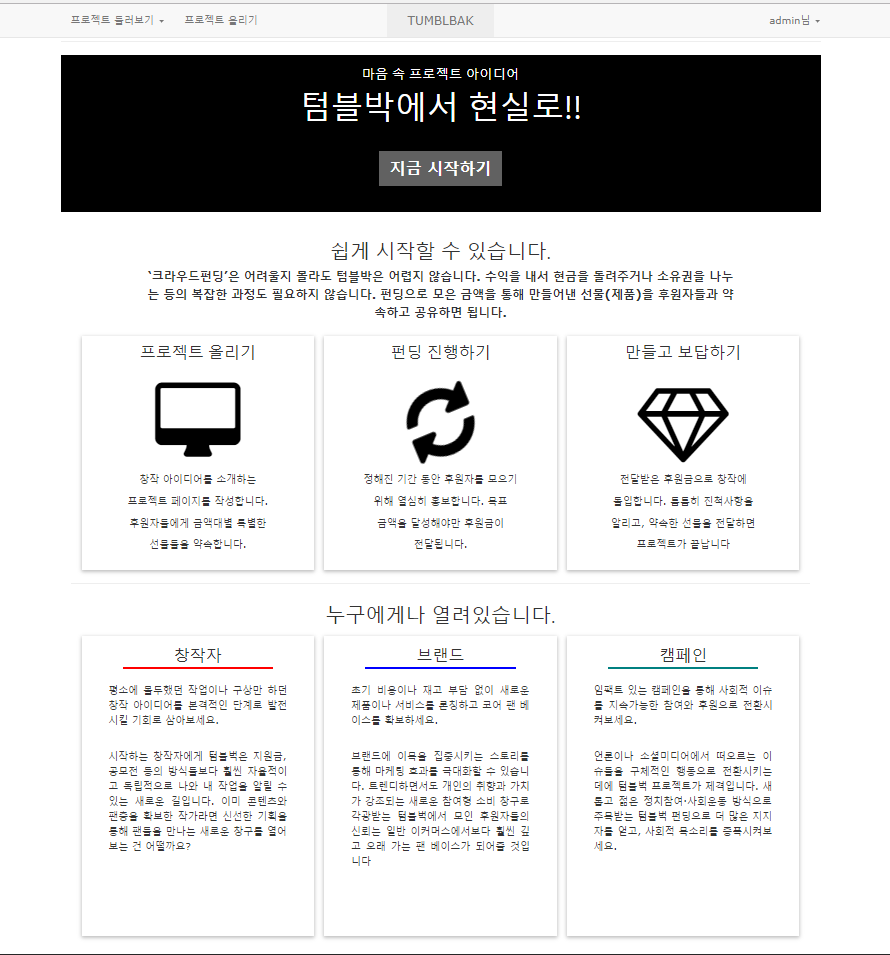 프로젝트 둘러보기 프로젝트 올리기 TUMBLBAK admin님
마음 속 프로젝트 아이디어
텀블박에서 현실로!!
지금 시작하기
쉽게 시작할 수 있습니다.
'크라우드펀딩'은 어려울지 몰라도 텀블박은 어렵지 않습니다. 수익을 내서 현금을 돌려주거나 소유권을 나누
는 등의 복잡한 과정도 필요하지 않습니다. 펀딩으로 모은 금액을 통해 만들어낸 선물(제품)을 후원자들과 약
속하고 공유하면 됩니다.
프로젝트 올리기
창작 아이디어를 소개하는
프로젝트 페이지를 작성합니다.
후원자들에게 금액대별 특별한
선물들을 약속합니다.
펀딩 진행하기
정해진 기간 동안 후원자를 모으기
위해 열심히 홍보합니다. 목표
금액을 달성해야만 후원금이
전달됩니다.
만들고 보답하기
전달받은 후원금으로 창작에
돌입합니다. 틈틈히 진척사항을
알리고, 약속한 선물을 전달하면
프로젝트가 끝납니다
누구에게나 열려있습니다.
창작자
평소에 몰두했던 작업이나 구상만 하던
창작 아이디어를 본격적인 단계로 발전
시킬 기회로 삼아보세요.
시작하는 창작자에게 텀블벅은 지원금,
공모전 등의 방식들보다 훨씬 자율적이
고 독립적으로 나와 내 작업을 알릴 수
있는 새로운 길입니다. 이미 콘텐츠와
팬층을 확보한 작가라면 신선한 기획을
통해 팬들을 만나는 새로운 창구를 열어
보는 건 어떨까요?
브랜드
초기 비용이나 재고 부담 없이 새로운
제품이나 서비스를 론칭하고 코어 팬 베
이스를 확보하세요.
브랜드에 이목을 집중시키는 스토리를
통해 마케팅 효과를 극대화할 수 있습니
다. 트렌디하면서도 개인의 취향과 가치
가 강조되는 새로운 참여형 소비 창구로
각광받는 텀블벅에서 모인 후원자들의
신뢰는 일반 이커머스에서보다 훨씬 깊
고 오래 가는 팬 베이스가 되어줄 것입
니다
캠페인
임팩트 있는 캠페인을 통해 사회적 이슈
를 지속가능한 참여와 후원으로 전환시
켜보세요.
언론이나 소셜미디어에서 떠오르는 이
슈들을 구체적인 행동으로 전환시키는
데에 텀블벅 프로젝트가 제격입니다. 새
롭고 젊은 정치참여·사회운동 방식으로
주목받는 텀블벅 펀딩으로 더 많은 지지
자를 얻고, 사회적 목소리를 증폭시켜보
세요.